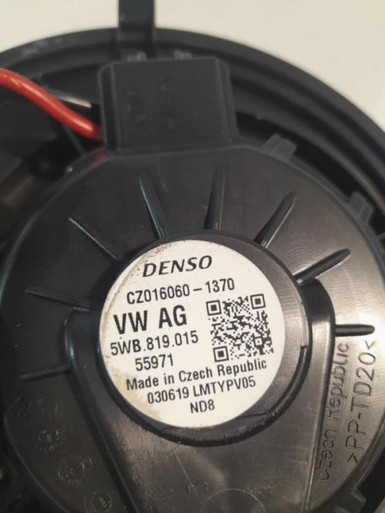 DENSO
CZ016060-1370
VW AG
5WB.819.015
55971
Made in Czech Republic
030619 LMTYPV05
ND8
Czech Republic
>PP-TD20<